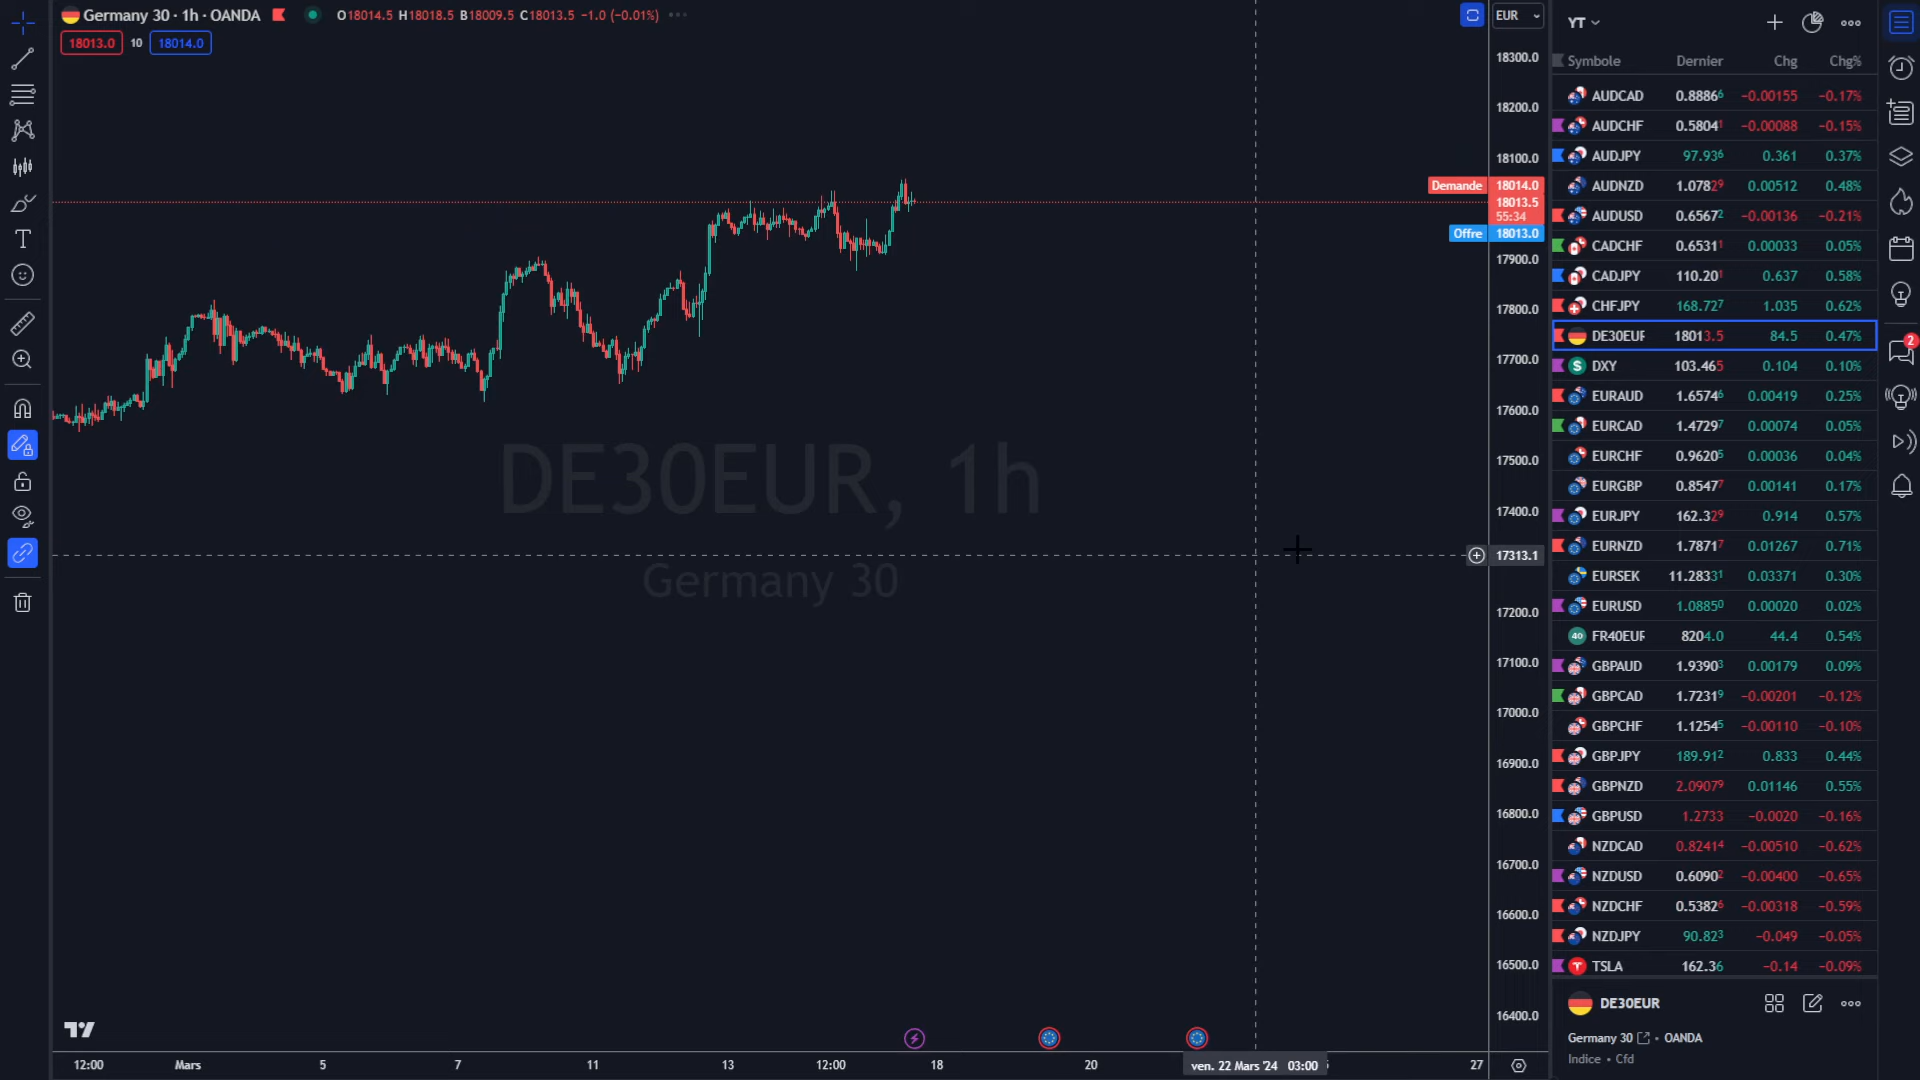 Germany 30 · 1h · OANDA O18014.5 H18018.5 B18009.5 C18013.5 −1.0 (−0.01%)
18013.0 10 18014.0
EUR
18300.0
18200.0
18100.0
Demande 18014.0
18013.5
55:34
Offre 18013.0
17900.0
17800.0
17700.0
17600.0
17500.0
17400.0
17313.1
17200.0
17100.0
17000.0
16900.0
16800.0
16700.0
16600.0
16500.0
16400.0
DE30EUR, 1h
Germany 30
12:00 Mars 5 7 11 13 12:00 18 20 ven. 22 Mars '24 03:00 27
YT
Symbole Dernier Chg Chg%
AUDCAD 0.88866 −0.00155 −0.17%
AUDCHF 0.58041 −0.00088 −0.15%
AUDJPY 97.936 0.361 0.37%
AUDNZD 1.07829 0.00512 0.48%
AUDUSD 0.65672 −0.00136 −0.21%
CADCHF 0.65311 0.00033 0.05%
CADJPY 110.201 0.637 0.58%
CHFJPY 168.727 1.035 0.62%
DE30EUR 18013.5 84.5 0.47%
DXY 103.465 0.104 0.10%
EURAUD 1.65746 0.00419 0.25%
EURCAD 1.47297 0.00074 0.05%
EURCHF 0.96205 0.00036 0.04%
EURGBP 0.85477 0.00141 0.17%
EURJPY 162.329 0.914 0.57%
EURNZD 1.78717 0.01267 0.71%
EURSEK 11.28331 0.03371 0.30%
EURUSD 1.08850 0.00020 0.02%
40 FR40EUR 8204.0 44.4 0.54%
GBPAUD 1.93903 0.00179 0.09%
GBPCAD 1.72319 −0.00201 −0.12%
GBPCHF 1.12545 −0.00110 −0.10%
GBPJPY 189.912 0.833 0.44%
GBPNZD 2.09079 0.01146 0.55%
GBPUSD 1.2733 −0.0020 −0.16%
NZDCAD 0.82414 −0.00510 −0.62%
NZDUSD 0.60902 −0.00400 −0.65%
NZDCHF 0.53826 −0.00318 −0.59%
NZDJPY 90.823 −0.049 −0.05%
TSLA 162.36 −0.14 −0.09%
DE30EUR
Germany 30 • OANDA
Indice • Cfd
2